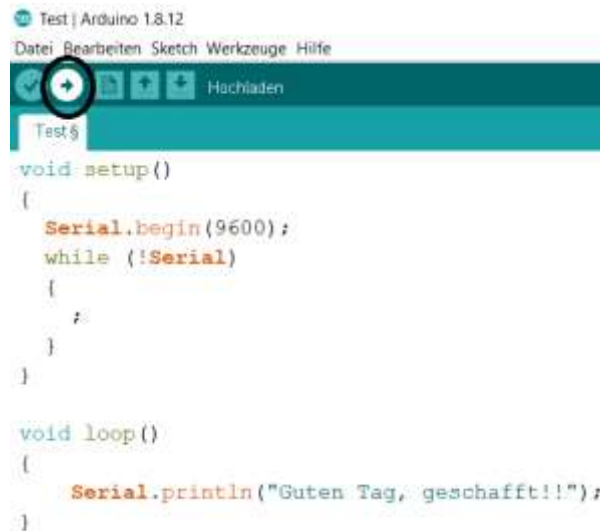 Test | Arduino 1.8.12
Datei Bearbeiten Sketch Werkzeuge Hilfe
Hochladen
Test §
void setup()
{
  Serial.begin(9600);
  while (!Serial)
  {
    ;
  }
}

void loop()
{
    Serial.println("Guten Tag, geschafft!!");
}